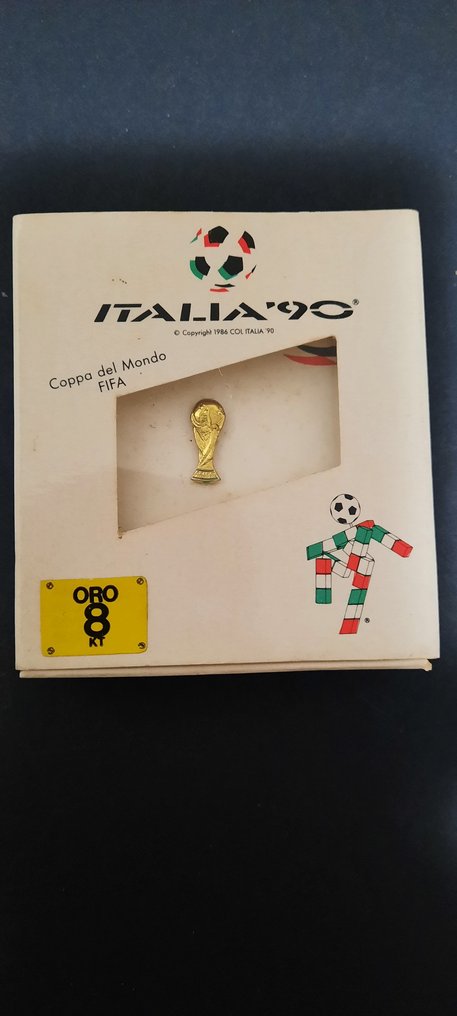 ITALIA'90®
© Copyright 1986 COL ITALIA '90
Coppa del Mondo
FIFA
ORO
8
KT
®